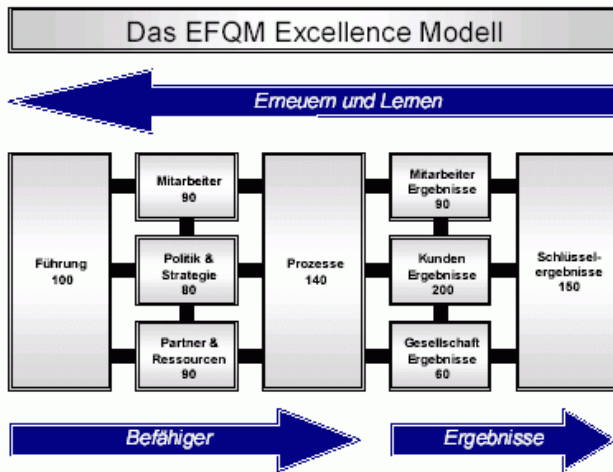 Das EFQM Excellence Modell
Erneuern und Lernen
Führung
100
Mitarbeiter
90
Politik &
Strategie
80
Partner &
Ressourcen
90
Prozesse
140
Mitarbeiter
Ergebnisse
90
Kunden
Ergebnisse
200
Gesellschaft
Ergebnisse
60
Schlüssel-
ergebnisse
150
Befähiger
Ergebnisse